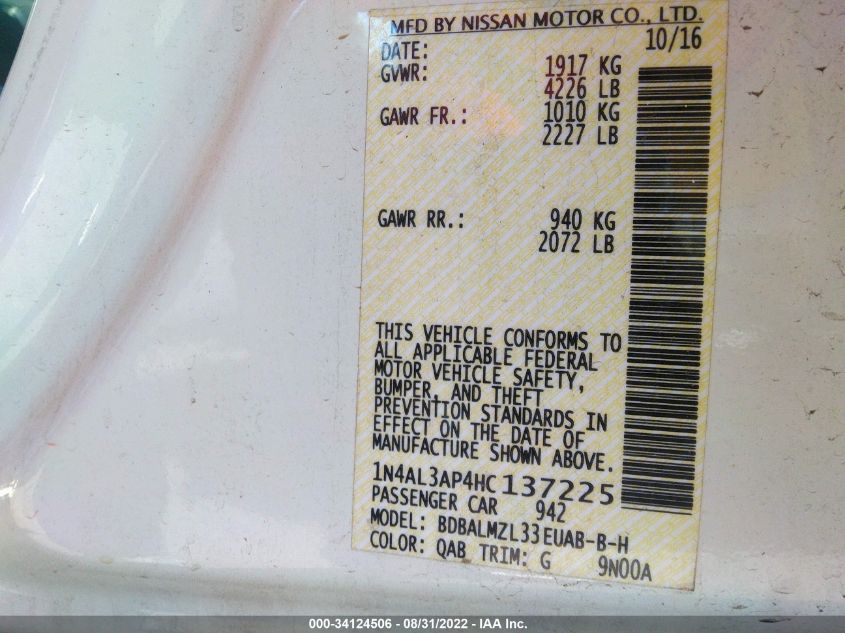 MFD BY NISSAN MOTOR CO., LTD.
DATE: 10/16
GVWR: 1917 KG
4226 LB
GAWR FR.: 1010 KG
2227 LB
GAWR RR.: 940 KG
2072 LB
THIS VEHICLE CONFORMS TO
ALL APPLICABLE FEDERAL
MOTOR VEHICLE SAFETY,
BUMPER, AND THEFT
PREVENTION STANDARDS IN
EFFECT ON THE DATE OF
MANUFACTURE SHOWN ABOVE.
1N4AL3AP4HC137225
PASSENGER CAR 942
MODEL: BDBALMZL33EUAB-B-H
COLOR: QAB TRIM: G 9N00A
000-34124506 - 08/31/2022 - IAA Inc.